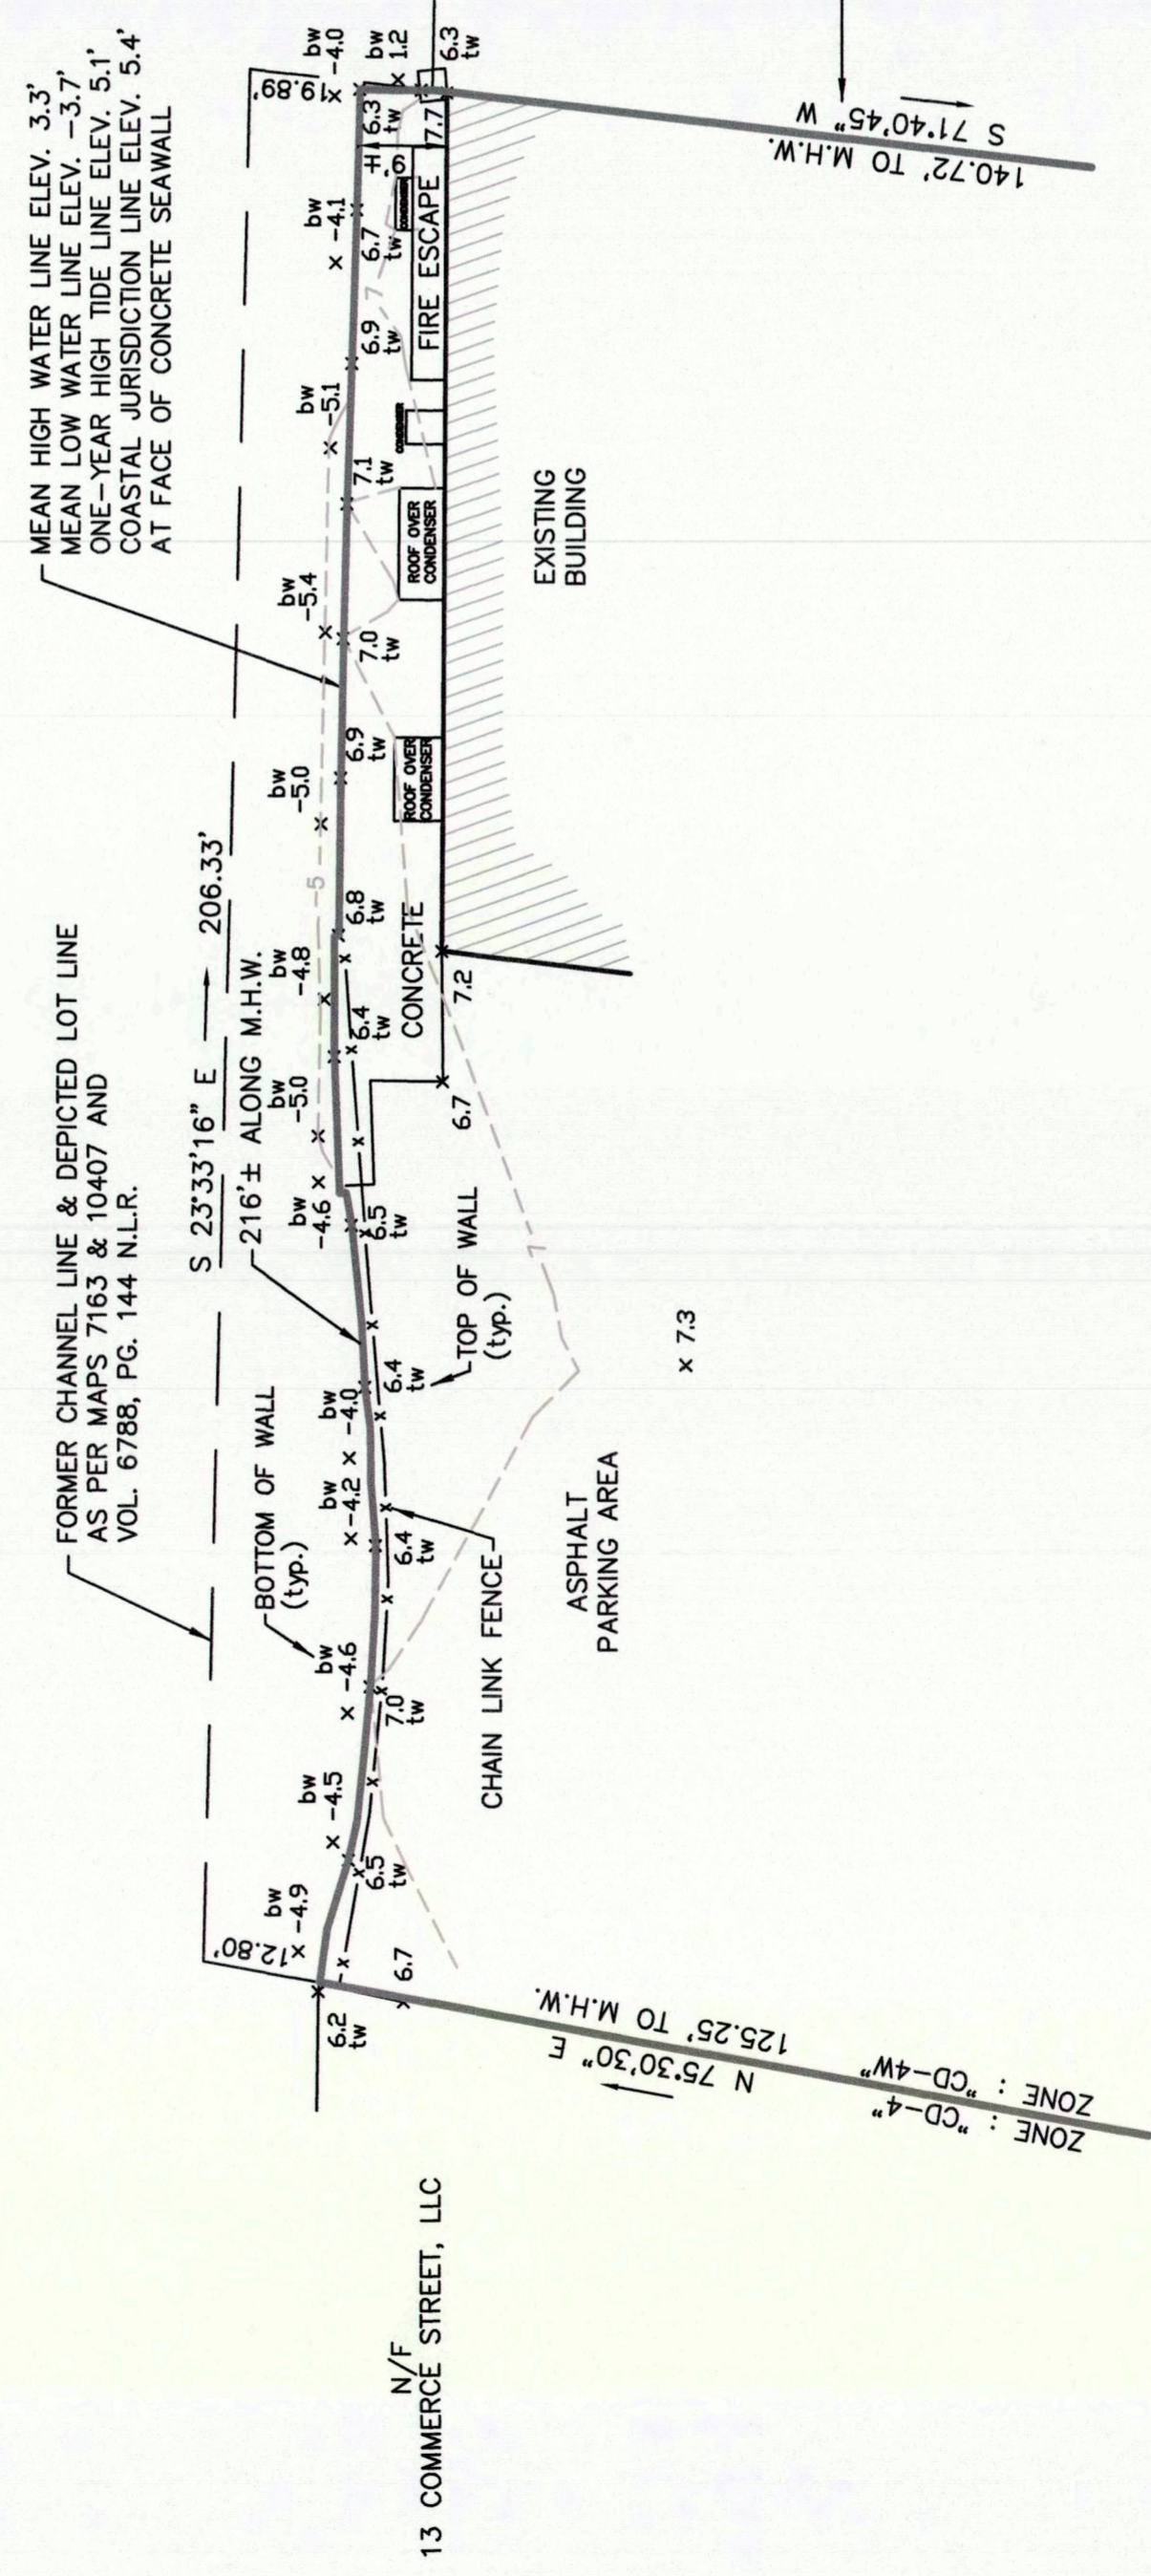 MEAN HIGH WATER LINE ELEV. 3.3'
MEAN LOW WATER LINE ELEV. -3.7'
ONE-YEAR HIGH TIDE LINE ELEV. 5.1'
COASTAL JURISDICTION LINE ELEV. 5.4'
AT FACE OF CONCRETE SEAWALL
FORMER CHANNEL LINE & DEPICTED LOT LINE
AS PER MAPS 7163 & 10407 AND
VOL. 6788, PG. 144 N.L.R.
S 23°33'16" E
206.33'
216'± ALONG M.H.W.
BOTTOM OF WALL
(typ.)
TOP OF WALL
(typ.)
CHAIN LINK FENCE
ASPHALT
PARKING AREA
x 7.3
EXISTING
BUILDING
CONCRETE
FIRE ESCAPE
ROOF OVER
CONDENSER
ROOF OVER
CONDENSER
CONDENSER
CONDENSER
12.80'
19.89'
bw
x -4.9
bw
x -4.5
bw
x -4.6
bw
x -4.2
bw
x -4.0
bw
-4.6
bw
-5.0
bw
-4.8
bw
-5.0
bw
-5.4
bw
-5.1
bw
x -4.1
bw
x -4.0
bw
1.2
6.2
tw
6.7
6.5
tw
7.0
tw
6.4
tw
6.4
tw
6.5
tw
6.4
tw
6.8
tw
6.9
tw
7.0
tw
7.1
tw
6.9
tw
6.7
tw
6.3
tw
6.3
tw
7.7
9'±
6.7
7.2
5
7
7
S 71°40'45" W
140.72' TO M.H.W.
N 75°30'30" E
125.25' TO M.H.W.
ZONE : "CD-4W"
ZONE : "CD-4"
N/F
13 COMMERCE STREET, LLC